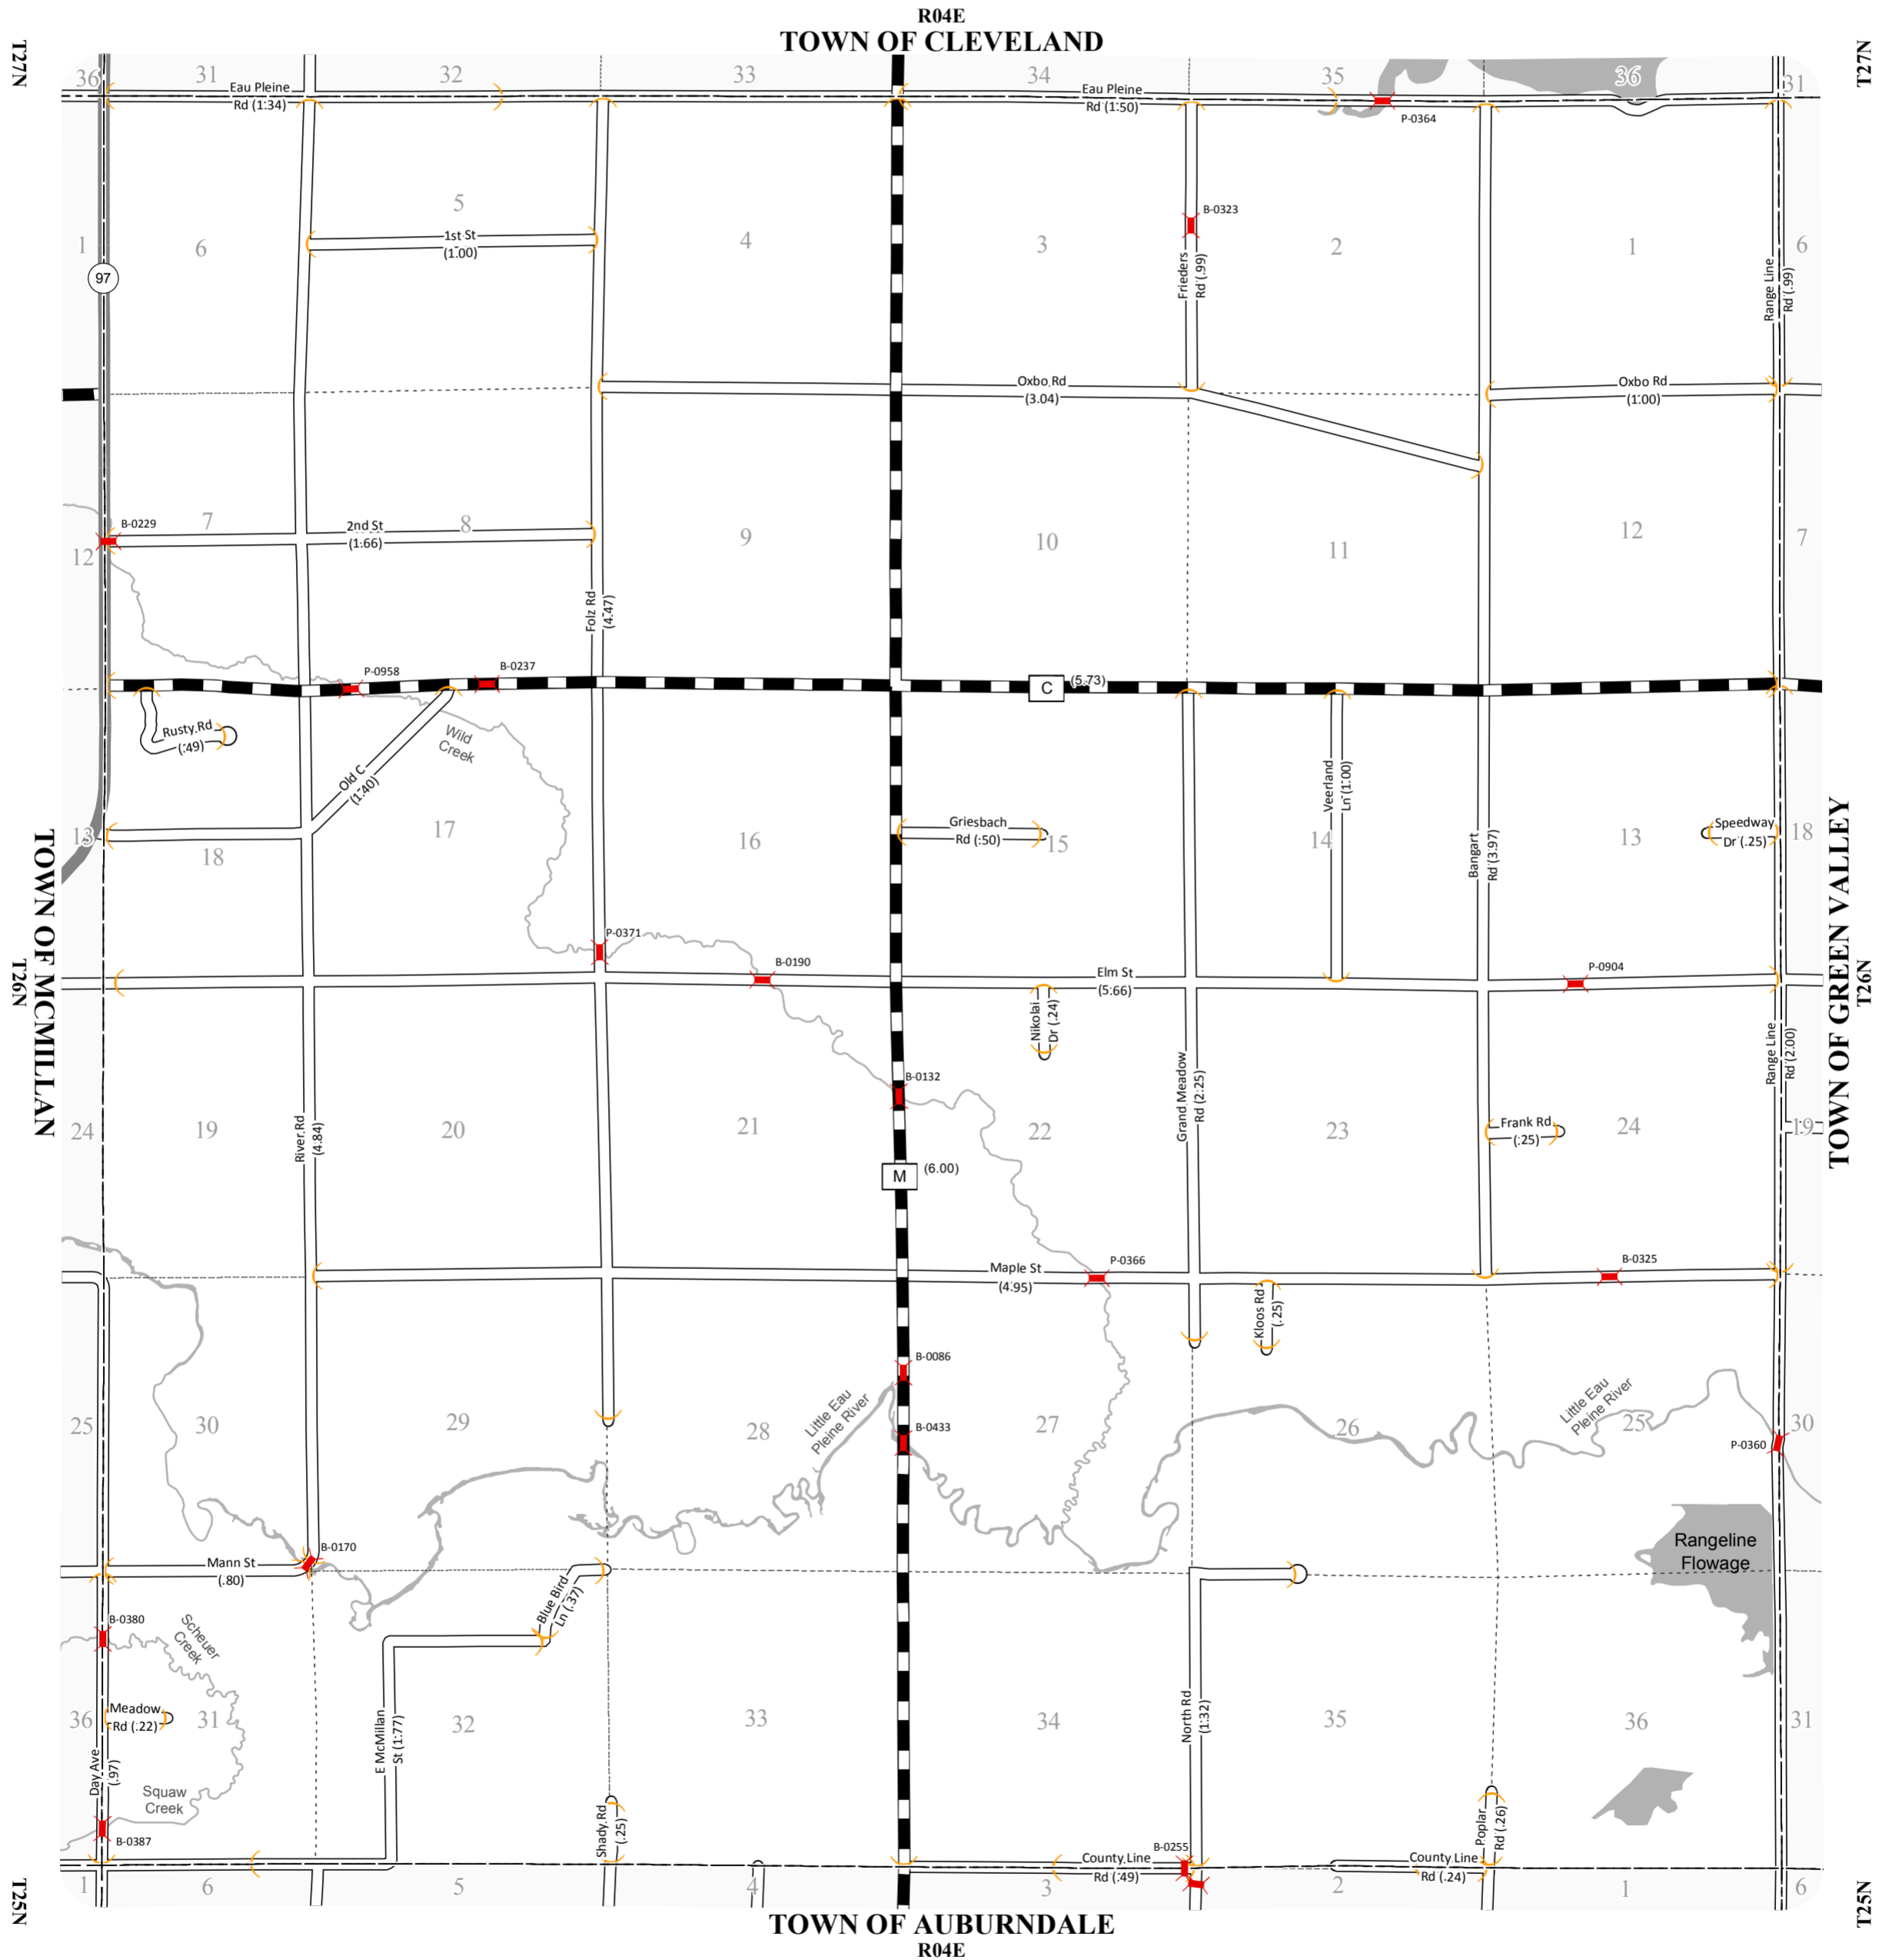 R04E
TOWN OF CLEVELAND
T27N
T27N
36
31
32
33
34
35
36
31
Eau Pleine
Rd (1.34)
Eau Pleine
Rd (1.50)
P-0364
5
B-0323
1
6
1st St
(1.00)
4
3
2
1
6
97
Frieders
Rd (.99)
Range Line
Rd (.99)
Oxbo Rd
(3.04)
Oxbo Rd
(1.00)
B-0229
7
2nd St
(1.66)
8
9
10
11
12
7
12
Folz Rd
(4.47)
P-0958
B-0237
C
(5.73)
Rusty Rd
(.49)
Wild
Creek
Old C
(1.40)
Veerland
Ln (1.00)
13
18
17
16
Griesbach
Rd (.50)
15
14
Bangart
Rd (3.97)
13
Speedway
Dr (.25)
18
TOWN OF MCMILLAN
TOWN OF GREEN VALLEY
P-0371
B-0190
Elm St
(5.66)
P-0904
T26N
T26N
Nikolai
Dr (.24)
Range Line
Rd (2.00)
B-0132
24
19
River Rd
(4.84)
20
21
22
Grand Meadow
Rd (2.25)
23
Frank Rd
(.25)
24
19
M
(6.00)
Maple St
(4.95)
P-0366
B-0325
Kloos Rd
(.25)
B-0086
25
30
29
28
Little Eau
Pleine River
B-0433
27
26
Little Eau
Pleine River
25
30
P-0360
Rangeline
Flowage
Mann St
(.80)
B-0170
Blue Bird
Ln (.37)
B-0380
Scheuer
Creek
36
Meadow
Rd (.22)
31
E McMillan
St (1.77)
32
33
34
North Rd
(1.32)
35
36
31
Day Ave
(.97)
Squaw
Creek
B-0387
Shady Rd
(.25)
B-0255
Poplar
Rd (.26)
County Line
Rd (.49)
County Line
Rd (.24)
T25N
T25N
1
6
5
4
3
2
1
6
TOWN OF AUBURNDALE
R04E